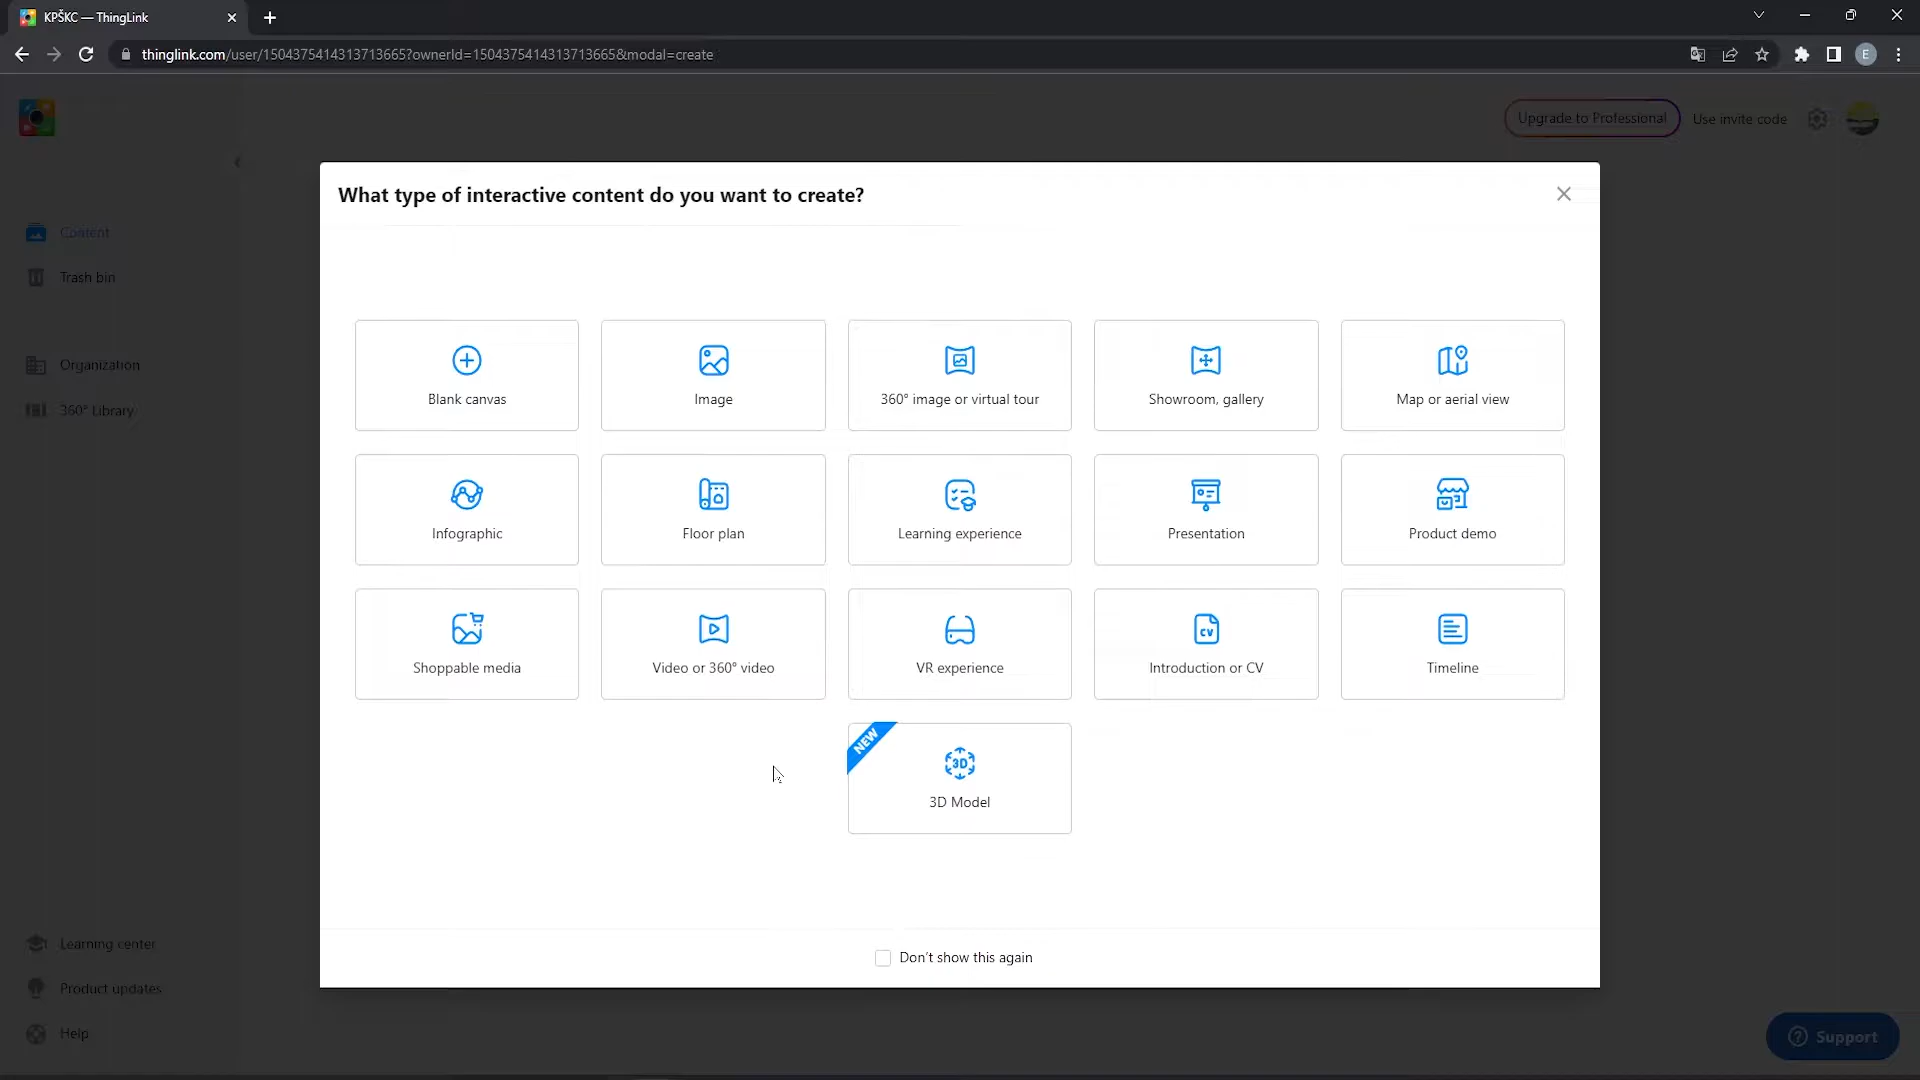 KPŠKC — ThingLink
thinglink.com/user/1504375414313713665?ownerId=1504375414313713665&modal=create
E
Upgrade to Professional
Use invite code
What type of interactive content do you want to create?
Content
Trash bin
Organization
360° Library
Blank canvas
Image
360° image or virtual tour
Showroom, gallery
Map or aerial view
Infographic
Floor plan
Learning experience
Presentation
Product demo
CV
Shoppable media
Video or 360° video
VR experience
Introduction or CV
Timeline
NEW
3D
3D Model
Don't show this again
Learning center
Product updates
Help
Support